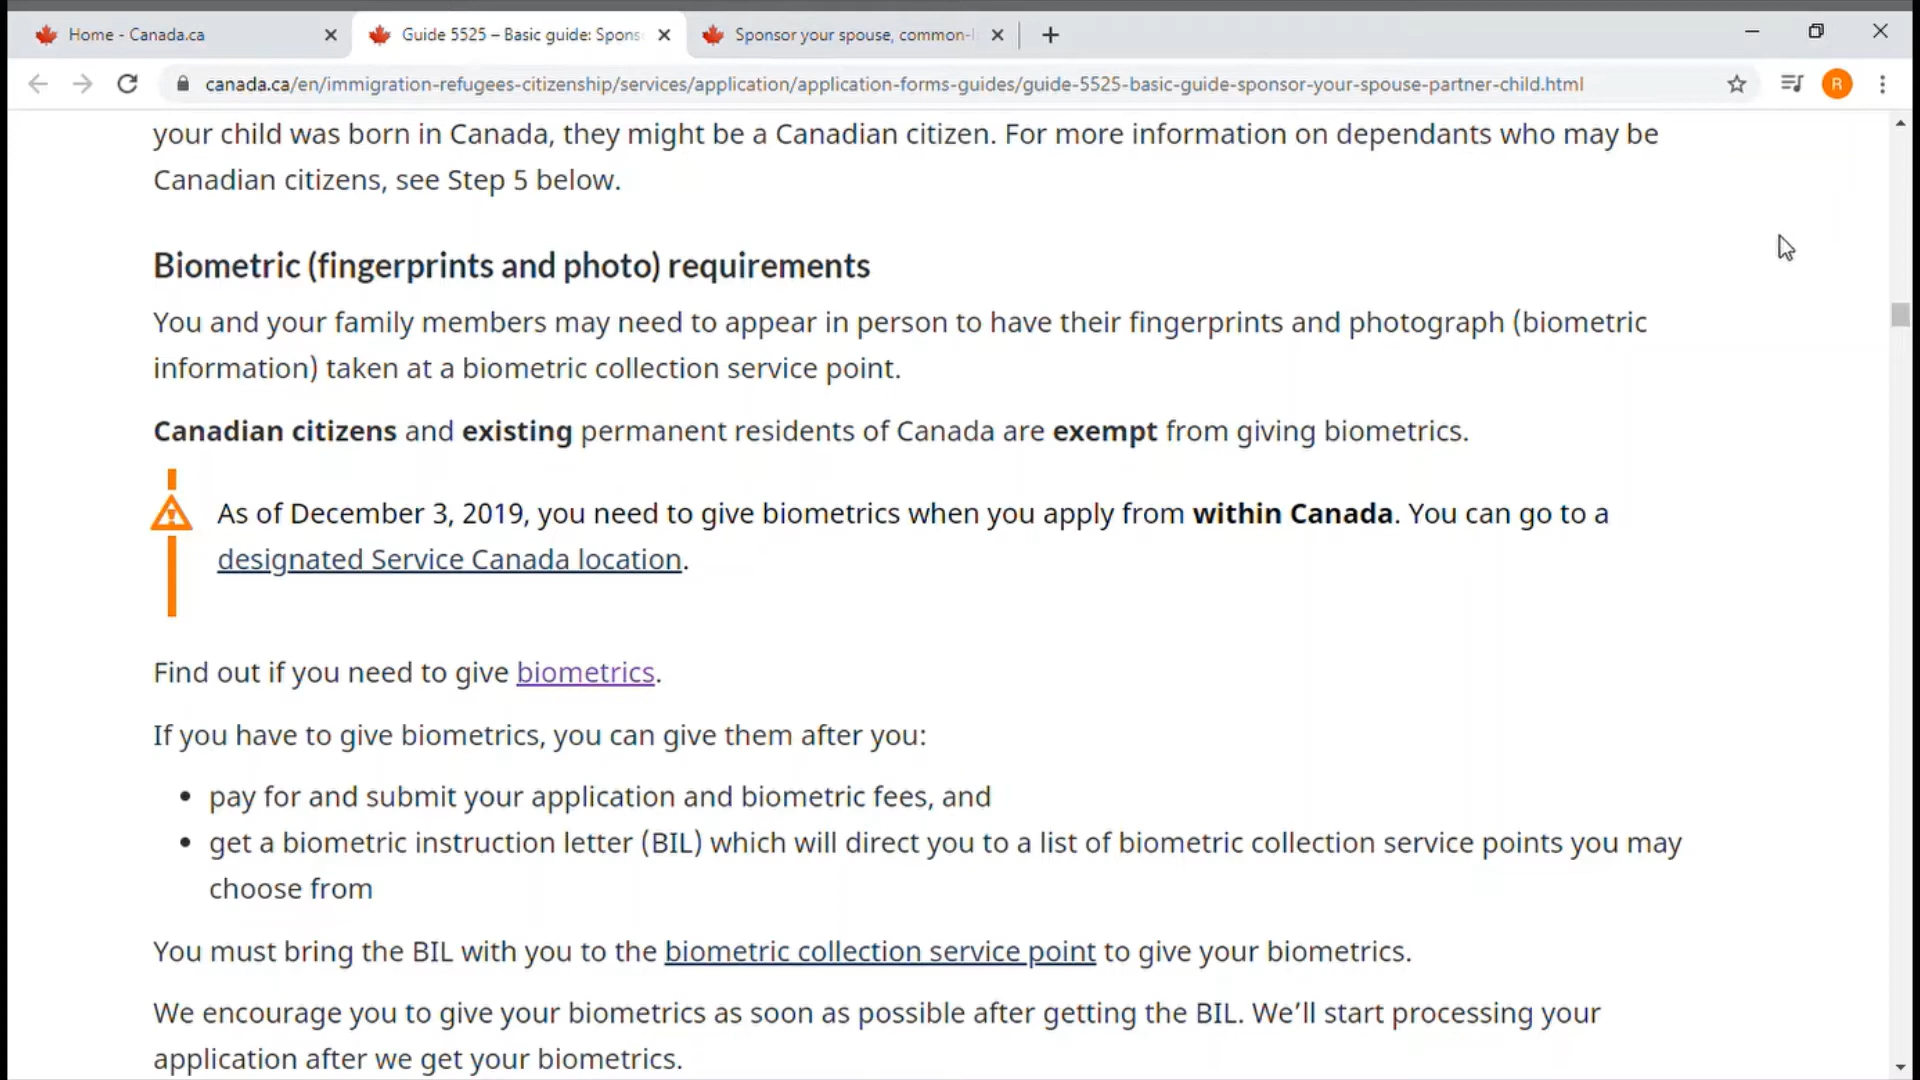 Home - Canada.ca
Guide 5525 – Basic guide: Spons
Sponsor your spouse, common-
canada.ca/en/immigration-refugees-citizenship/services/application/application-forms-guides/guide-5525-basic-guide-sponsor-your-spouse-partner-child.html
R
your child was born in Canada, they might be a Canadian citizen. For more information on dependants who may be
Canadian citizens, see Step 5 below.
Biometric (fingerprints and photo) requirements
You and your family members may need to appear in person to have their fingerprints and photograph (biometric
information) taken at a biometric collection service point.
Canadian citizens and existing permanent residents of Canada are exempt from giving biometrics.
As of December 3, 2019, you need to give biometrics when you apply from within Canada. You can go to a
designated Service Canada location.
Find out if you need to give biometrics.
If you have to give biometrics, you can give them after you:
• pay for and submit your application and biometric fees, and
• get a biometric instruction letter (BIL) which will direct you to a list of biometric collection service points you may
choose from
You must bring the BIL with you to the biometric collection service point to give your biometrics.
We encourage you to give your biometrics as soon as possible after getting the BIL. We’ll start processing your
application after we get your biometrics.